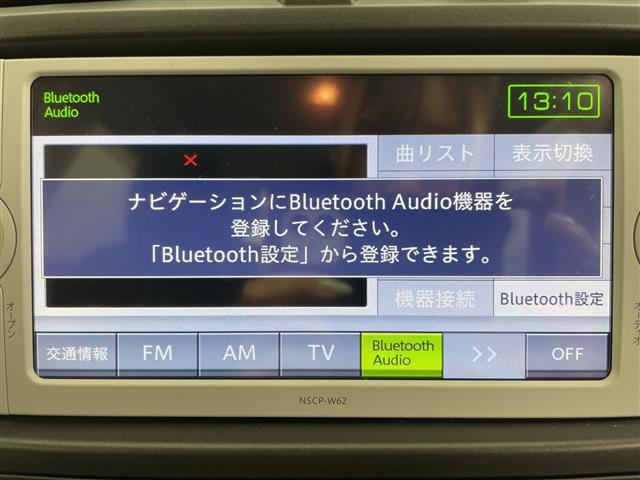 Bluetooth
Audio
13:10
×
曲リスト
表示切換
ナビゲーションにBluetooth Audio機器を
登録してください。
「Bluetooth設定」から登録できます。
機器接続
Bluetooth設定
オープン
オーディオ
交通情報
FM
AM
TV
Bluetooth
Audio
>>
OFF
NSCP-W62